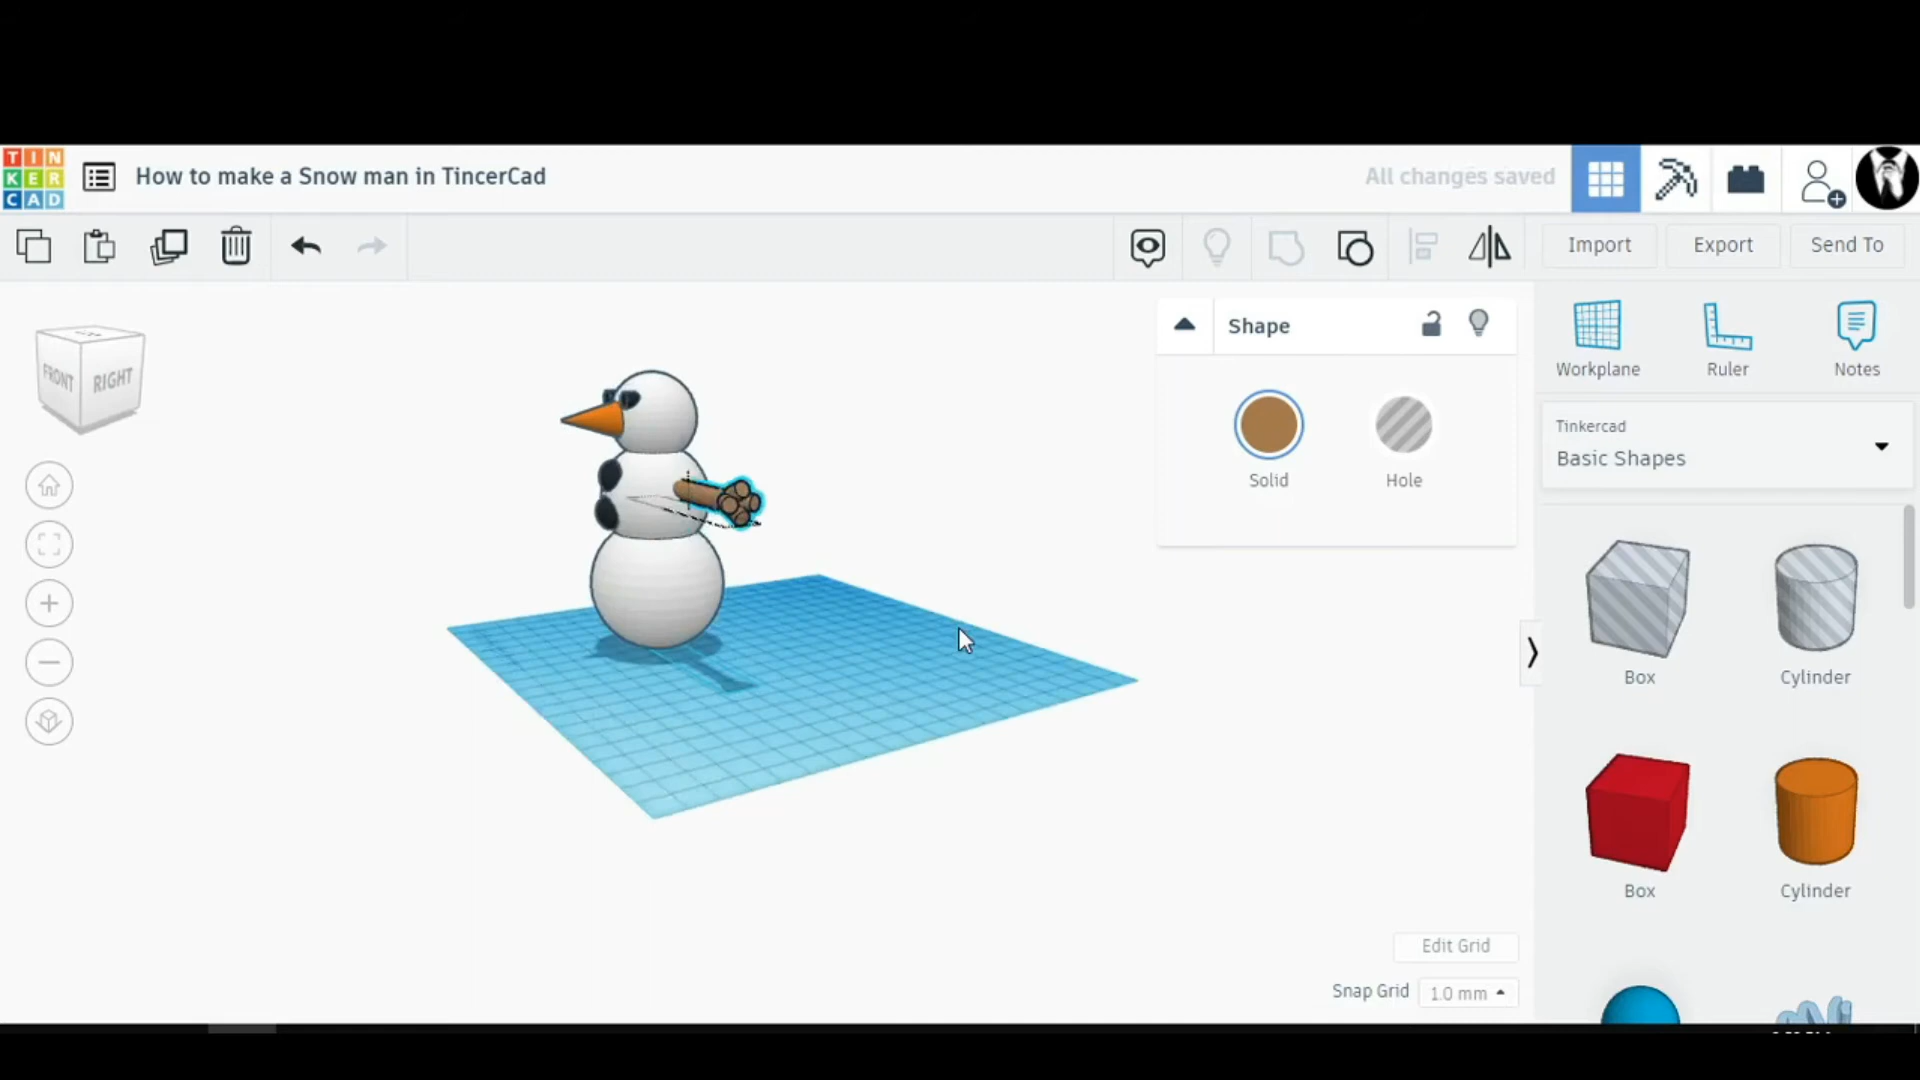 TIN
KER
CAD
How to make a Snow man in TincerCad
All changes saved
Import
Export
Send To
FRONT
RIGHT
Shape
Solid
Hole
Workplane
Ruler
Notes
Tinkercad
Basic Shapes
Box
Cylinder
Box
Cylinder
Edit Grid
Snap Grid
1.0 mm